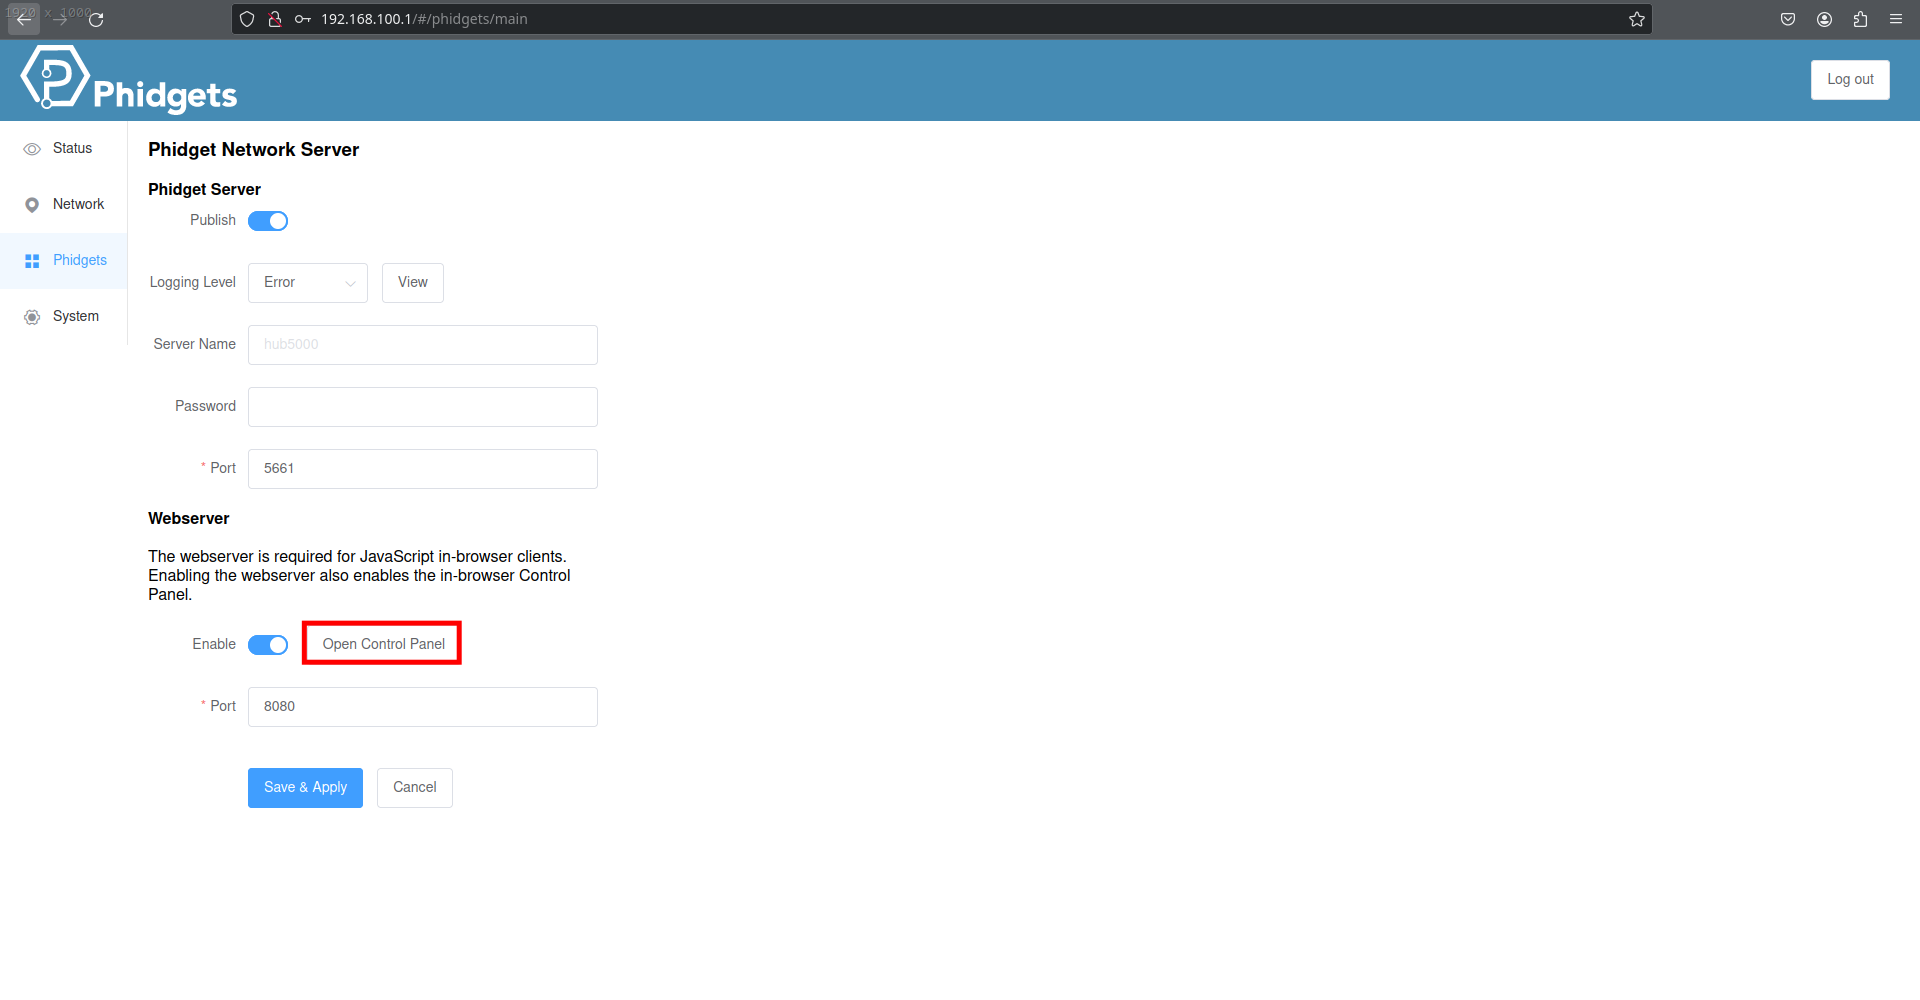 1920 x 1000
192.168.100.1/#/phidgets/main
Phidgets
Log out
Status
Network
Phidgets
System
Phidget Network Server
Phidget Server
Publish
Logging Level
Error
View
Server Name
hub5000
Password
* Port
5661
Webserver
The webserver is required for JavaScript in-browser clients.
Enabling the webserver also enables the in-browser Control
Panel.
Enable
Open Control Panel
* Port
8080
Save & Apply
Cancel